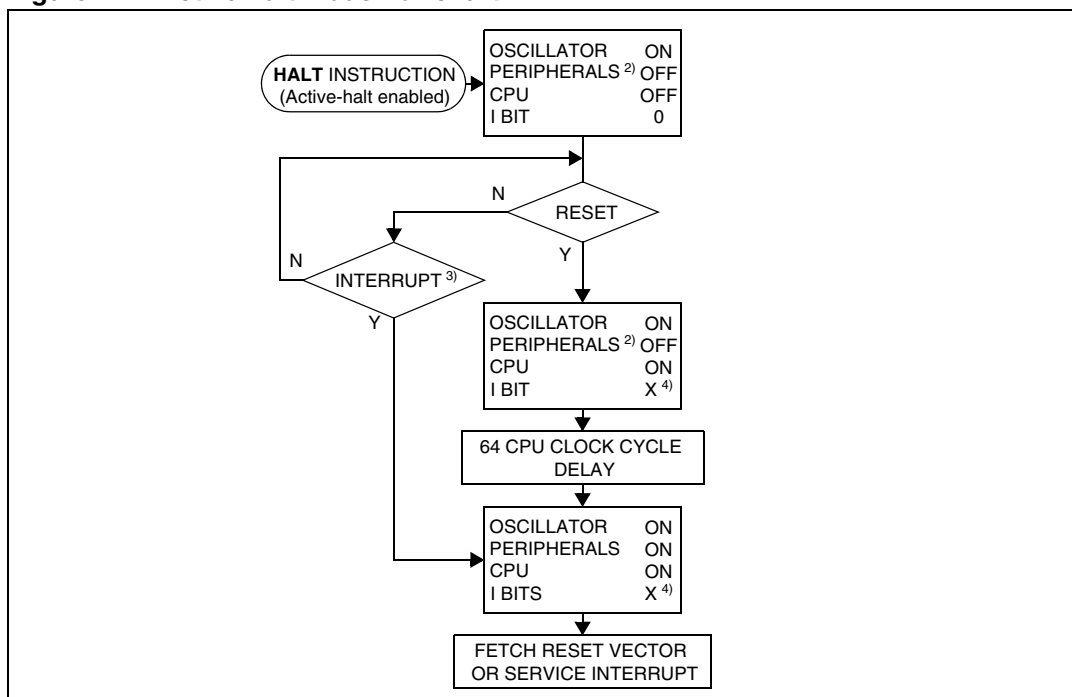 HALT INSTRUCTION
(Active-halt enabled)
OSCILLATOR ON
PERIPHERALS 2) OFF
CPU OFF
I BIT 0
N
RESET
Y
N
INTERRUPT 3)
Y
OSCILLATOR ON
PERIPHERALS 2) OFF
CPU ON
I BIT X 4)
64 CPU CLOCK CYCLE
DELAY
OSCILLATOR ON
PERIPHERALS ON
CPU ON
I BITS X 4)
FETCH RESET VECTOR
OR SERVICE INTERRUPT